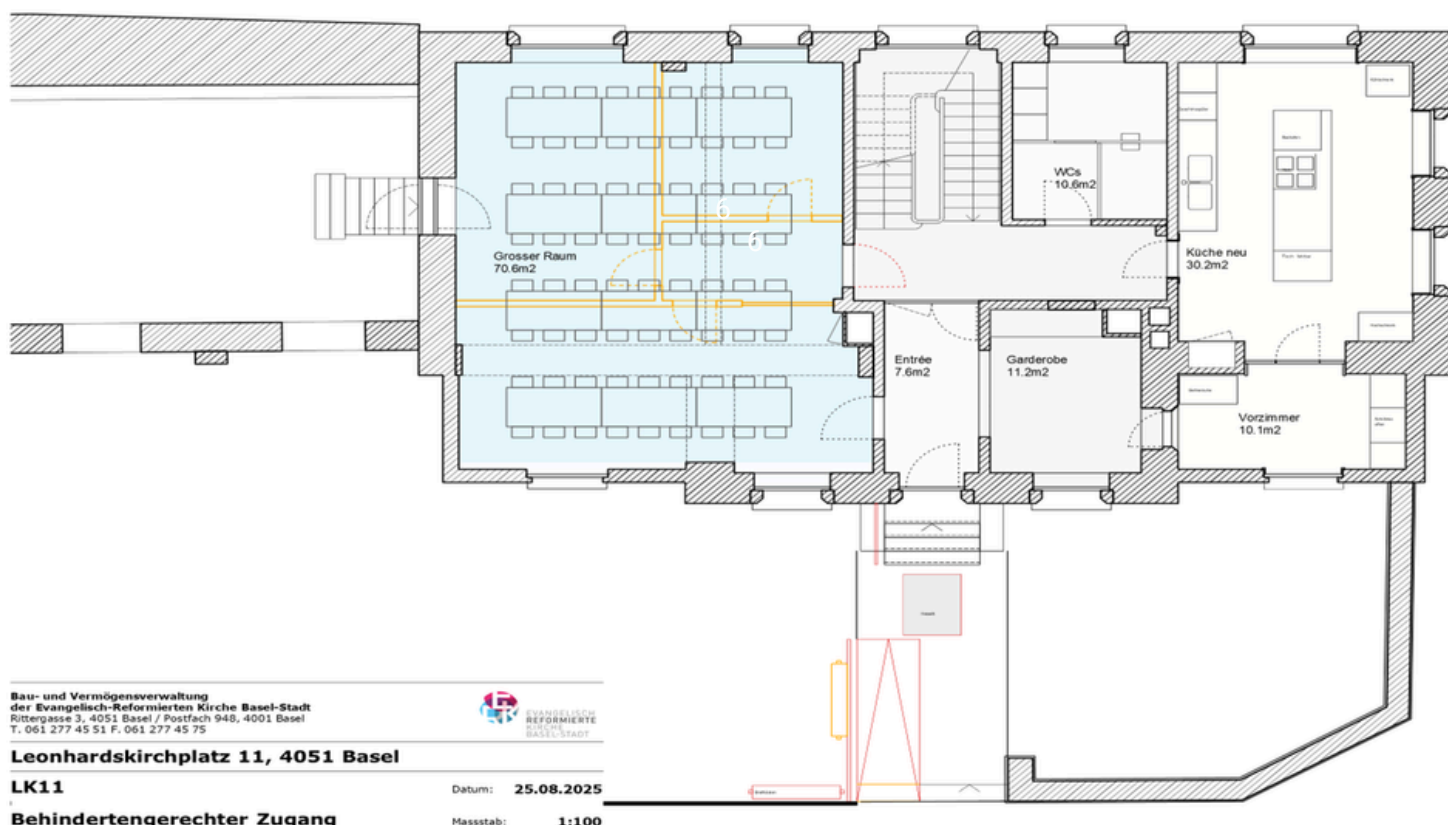 WCs
10.6m2
6
6
Grosser Raum
70.6m2
Küche neu
30.2m2
Entrée
7.6m2
Garderobe
11.2m2
Vorzimmer
10.1m2
Bau- und Vermögensverwaltung
der Evangelisch-Reformierten Kirche Basel-Stadt
Rittergasse 3, 4051 Basel / Postfach 948, 4001 Basel
T. 061 277 45 51 F. 061 277 45 75
EVANGELISCH
REFORMIERTE
KIRCHE
BASEL-STADT
Leonhardskirchplatz 11, 4051 Basel
LK11
Datum: 25.08.2025
Behindertengerechter Zugang
Massstab: 1:100